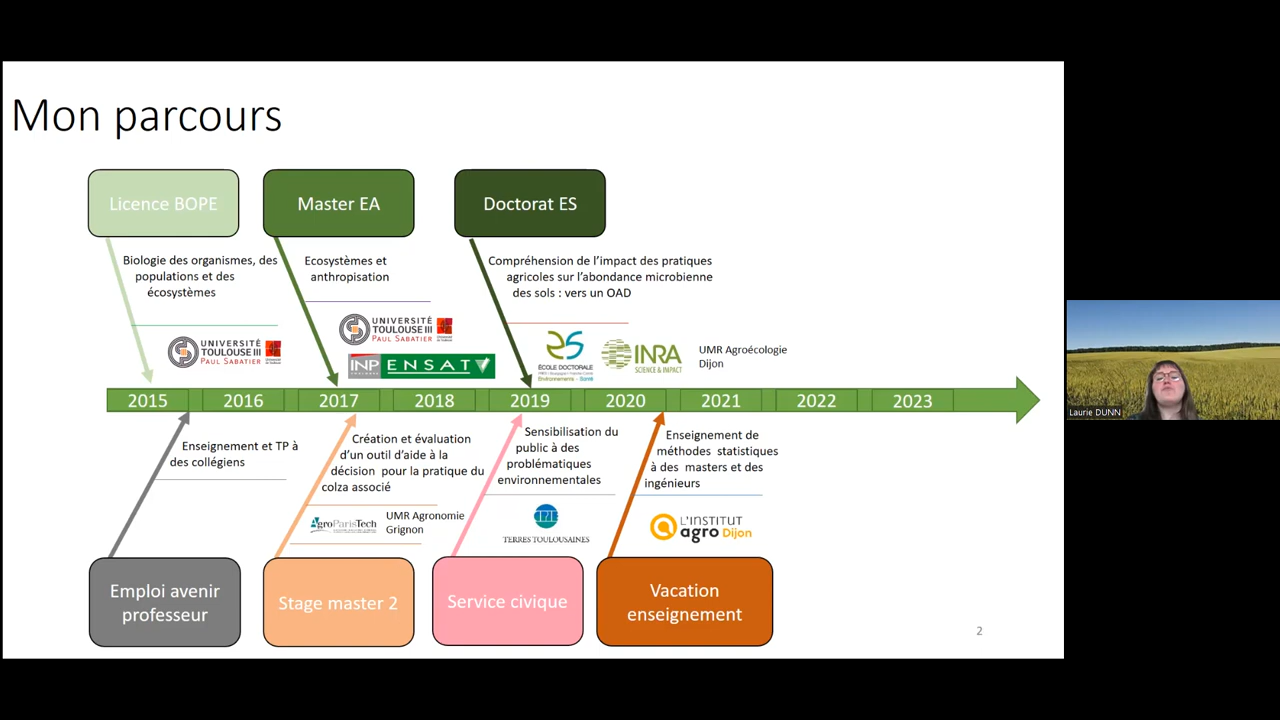 Mon parcours
Licence BOPE
Master EA
Doctorat ES
Biologie des organismes, des
populations et des
écosystèmes
Ecosystèmes et
anthropisation
Compréhension de l'impact des pratiques
agricoles sur l'abondance microbienne
des sols : vers un OAD
UNIVERSITÉ
TOULOUSE III
PAUL SABATIER
UNIVERSITÉ
TOULOUSE III
PAUL SABATIER
INP ENSAT
ÉCOLE DOCTORALE
Environnements - Santé
INRA
SCIENCE & IMPACT
UMR Agroécologie
Dijon
2015 2016 2017 2018 2019 2020 2021 2022 2023
Enseignement et TP à
des collégiens
Création et évaluation
d'un outil d'aide à la
décision pour la pratique du
colza associé
AgroParisTech
UMR Agronomie
Grignon
Sensibilisation du
public à des
problématiques
environnementales
TERRES TOULOUSAINES
Enseignement de
méthodes statistiques
à des masters et des
ingénieurs
L'INSTITUT
agro Dijon
Emploi avenir
professeur
Stage master 2
Service civique
Vacation
enseignement
2
Laurie DUNN